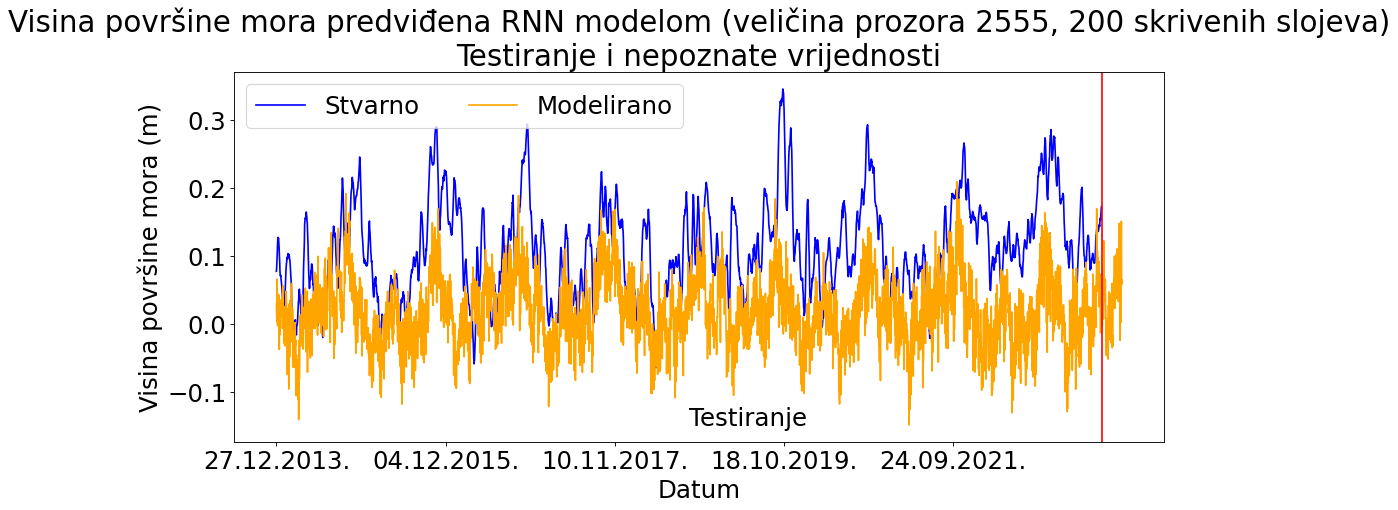 Visina površine mora predviđena RNN modelom (veličina prozora 2555, 200 skrivenih slojeva)
Testiranje i nepoznate vrijednosti
Stvarno
Modelirano
Visina površine mora (m)
0.3
0.2
0.1
0.0
−0.1
Testiranje
27.12.2013.
04.12.2015.
10.11.2017.
18.10.2019.
24.09.2021.
Datum